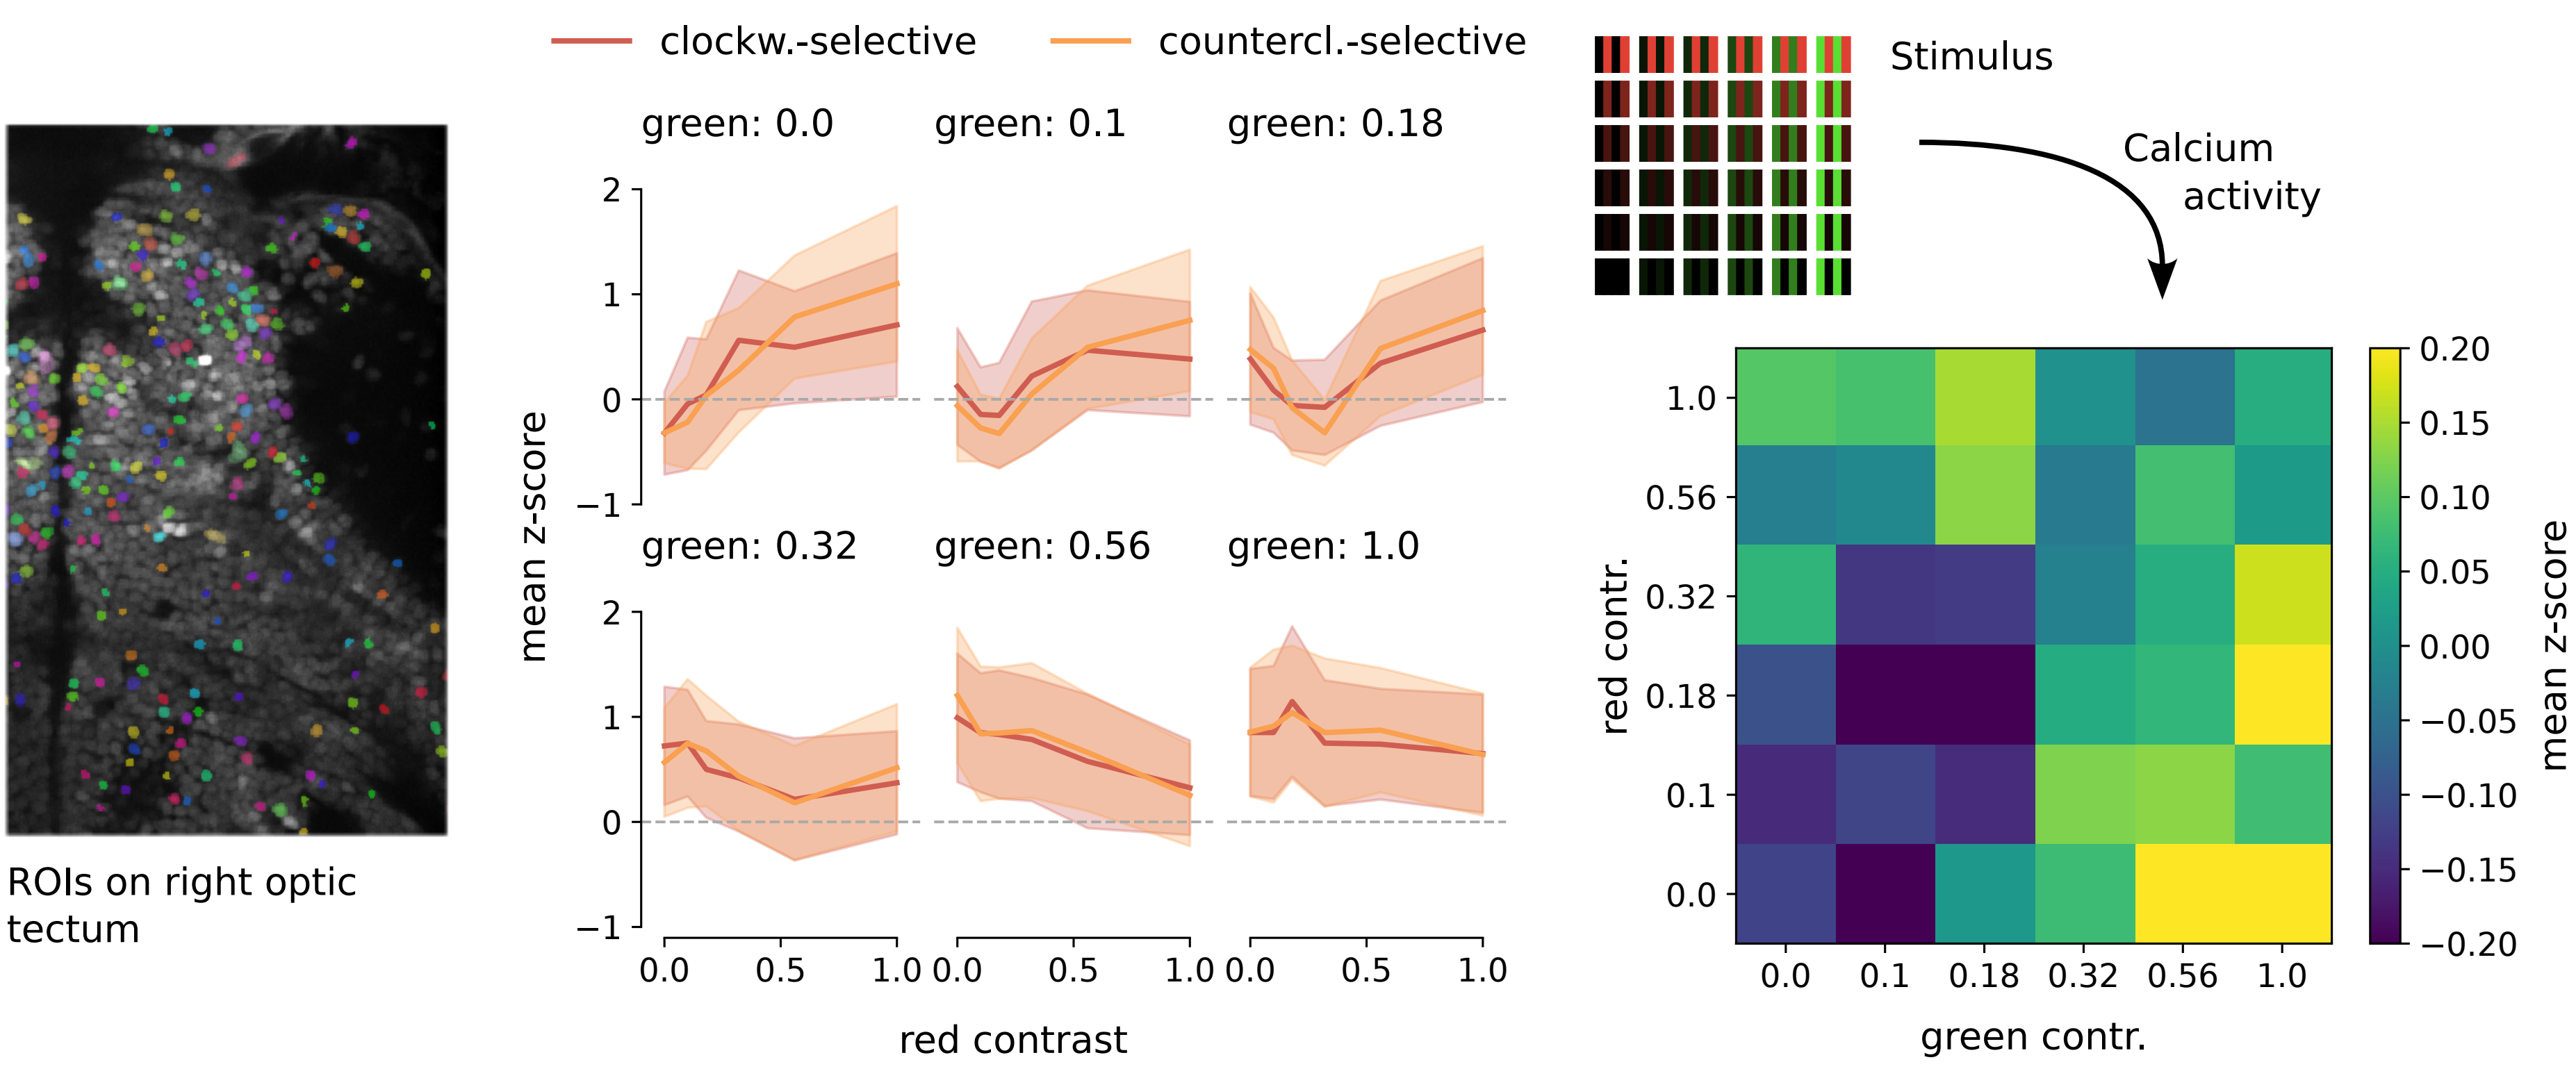 clockw.-selective
countercl.-selective
green: 0.0
green: 0.1
green: 0.18
2
1
0
−1
green: 0.32
green: 0.56
green: 1.0
2
1
0
−1
mean z-score
0.0
0.5
1.0
0.0
0.5
1.0
0.0
0.5
1.0
red contrast
ROIs on right optic
tectum
Stimulus
Calcium
activity
1.0
0.56
0.32
0.18
0.1
0.0
red contr.
0.0
0.1
0.18
0.32
0.56
1.0
green contr.
0.20
0.15
0.10
0.05
0.00
−0.05
−0.10
−0.15
−0.20
mean z-score